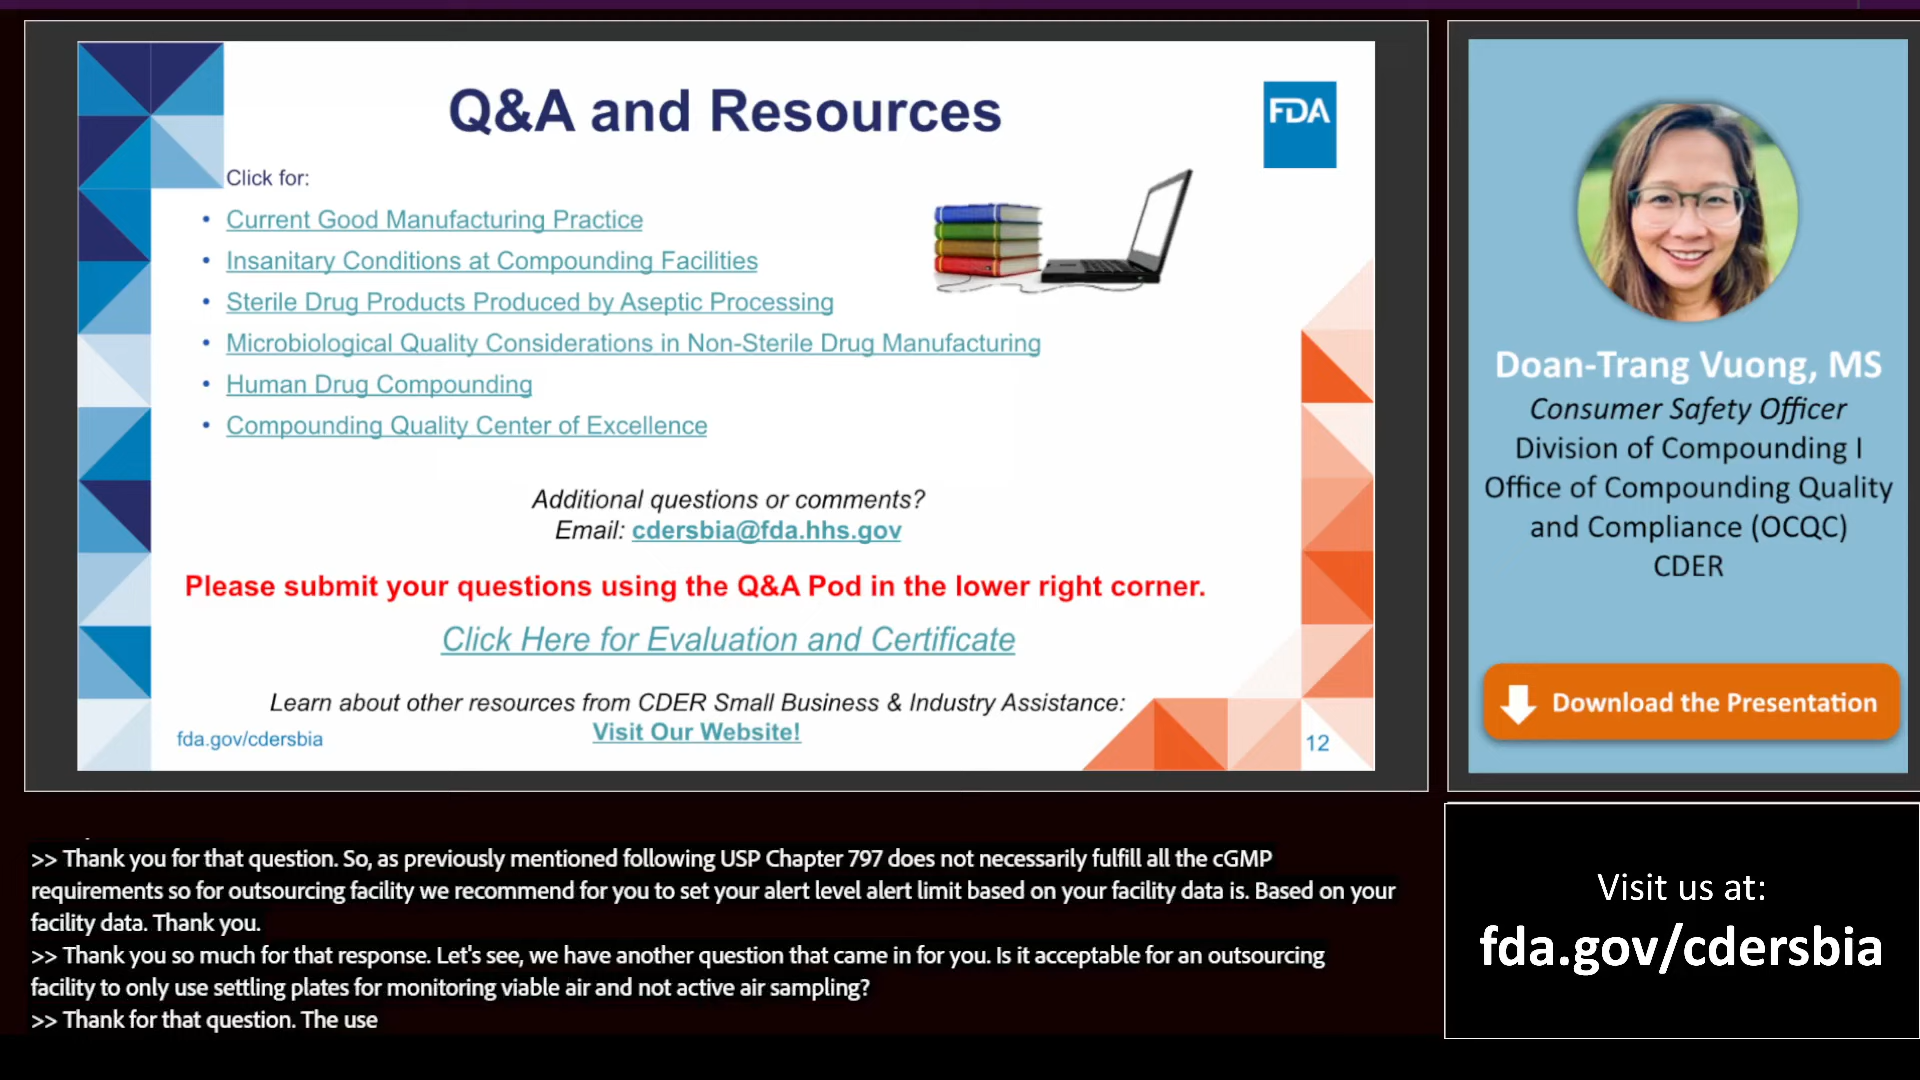 Q&A and Resources
FDA
Click for:
• Current Good Manufacturing Practice
• Insanitary Conditions at Compounding Facilities
• Sterile Drug Products Produced by Aseptic Processing
• Microbiological Quality Considerations in Non-Sterile Drug Manufacturing
• Human Drug Compounding
• Compounding Quality Center of Excellence
Additional questions or comments?
Email: cdersbia@fda.hhs.gov
Please submit your questions using the Q&A Pod in the lower right corner.
Click Here for Evaluation and Certificate
Learn about other resources from CDER Small Business & Industry Assistance:
Visit Our Website!
fda.gov/cdersbia
12
Doan-Trang Vuong, MS
Consumer Safety Officer
Division of Compounding I
Office of Compounding Quality
and Compliance (OCQC)
CDER
Download the Presentation
>> Thank you for that question. So, as previously mentioned following USP Chapter 797 does not necessarily fulfill all the cGMP
requirements so for outsourcing facility we recommend for you to set your alert level alert limit based on your facility data is. Based on your
facility data. Thank you.
>> Thank you so much for that response. Let's see, we have another question that came in for you. Is it acceptable for an outsourcing
facility to only use settling plates for monitoring viable air and not active air sampling?
>> Thank for that question. The use
Visit us at:
fda.gov/cdersbia